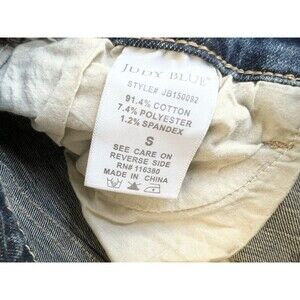 JUDY BLUE™
STYLE# JB150082
91.4% COTTON
7.4% POLYESTER
1.2% SPANDEX
S
SEE CARE ON
REVERSE SIDE
RN# 116380
MADE IN CHINA